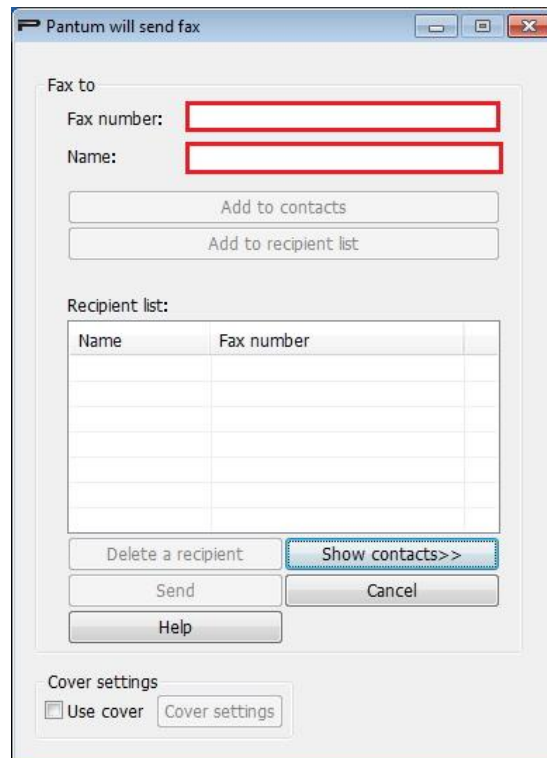 Pantum will send fax
Fax to
Fax number:
Name:
Add to contacts
Add to recipient list
Recipient list:
Name Fax number
Delete a recipient Show contacts>>
Send Cancel
Help
Cover settings
Use cover Cover settings